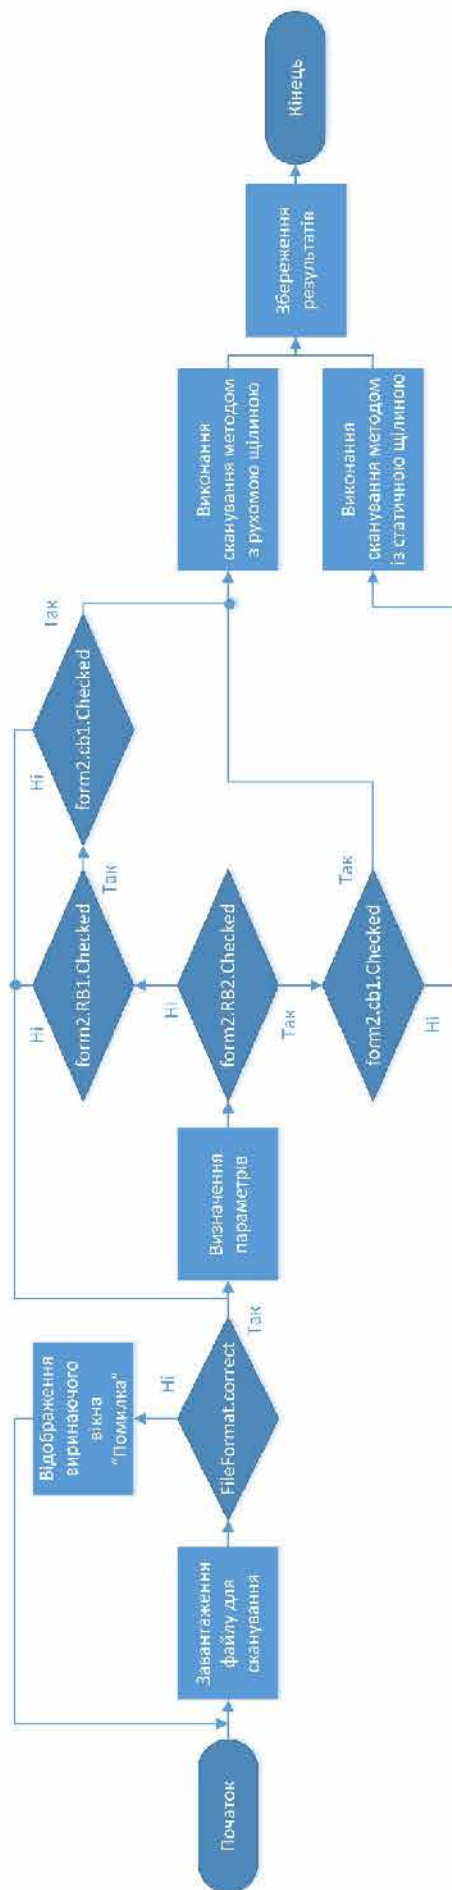 Початок
Завантаження
файлу для
сканування
FileFormat.correct
Ні
Відображення
виринаючого
вікна
"Помилка"
Так
Визначення
параметрів
form2.RB2.Checked
Ні
Так
form2.RB1.Checked
Ні
Так
form2.cb1.Checked
Ні
Так
form2.cb1.Checked
Так
Ні
Виконання
сканування методом
з рухомою щілиною
Виконання
сканування методом
із статичною щілиною
Збереження
результатів
Кінець